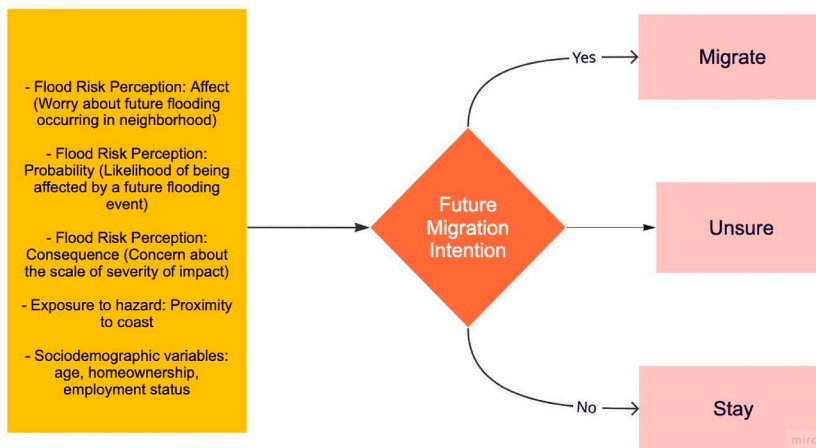 - Flood Risk Perception: Affect
(Worry about future flooding
occurring in neighborhood)
- Flood Risk Perception:
Probability (Likelihood of being
affected by a future flooding
event)
- Flood Risk Perception:
Consequence (Concern about
the scale of severity of impact)
- Exposure to hazard: Proximity
to coast
- Sociodemographic variables:
age, homeownership,
employment status
Future
Migration
Intention
Yes
Migrate
Unsure
No
Stay